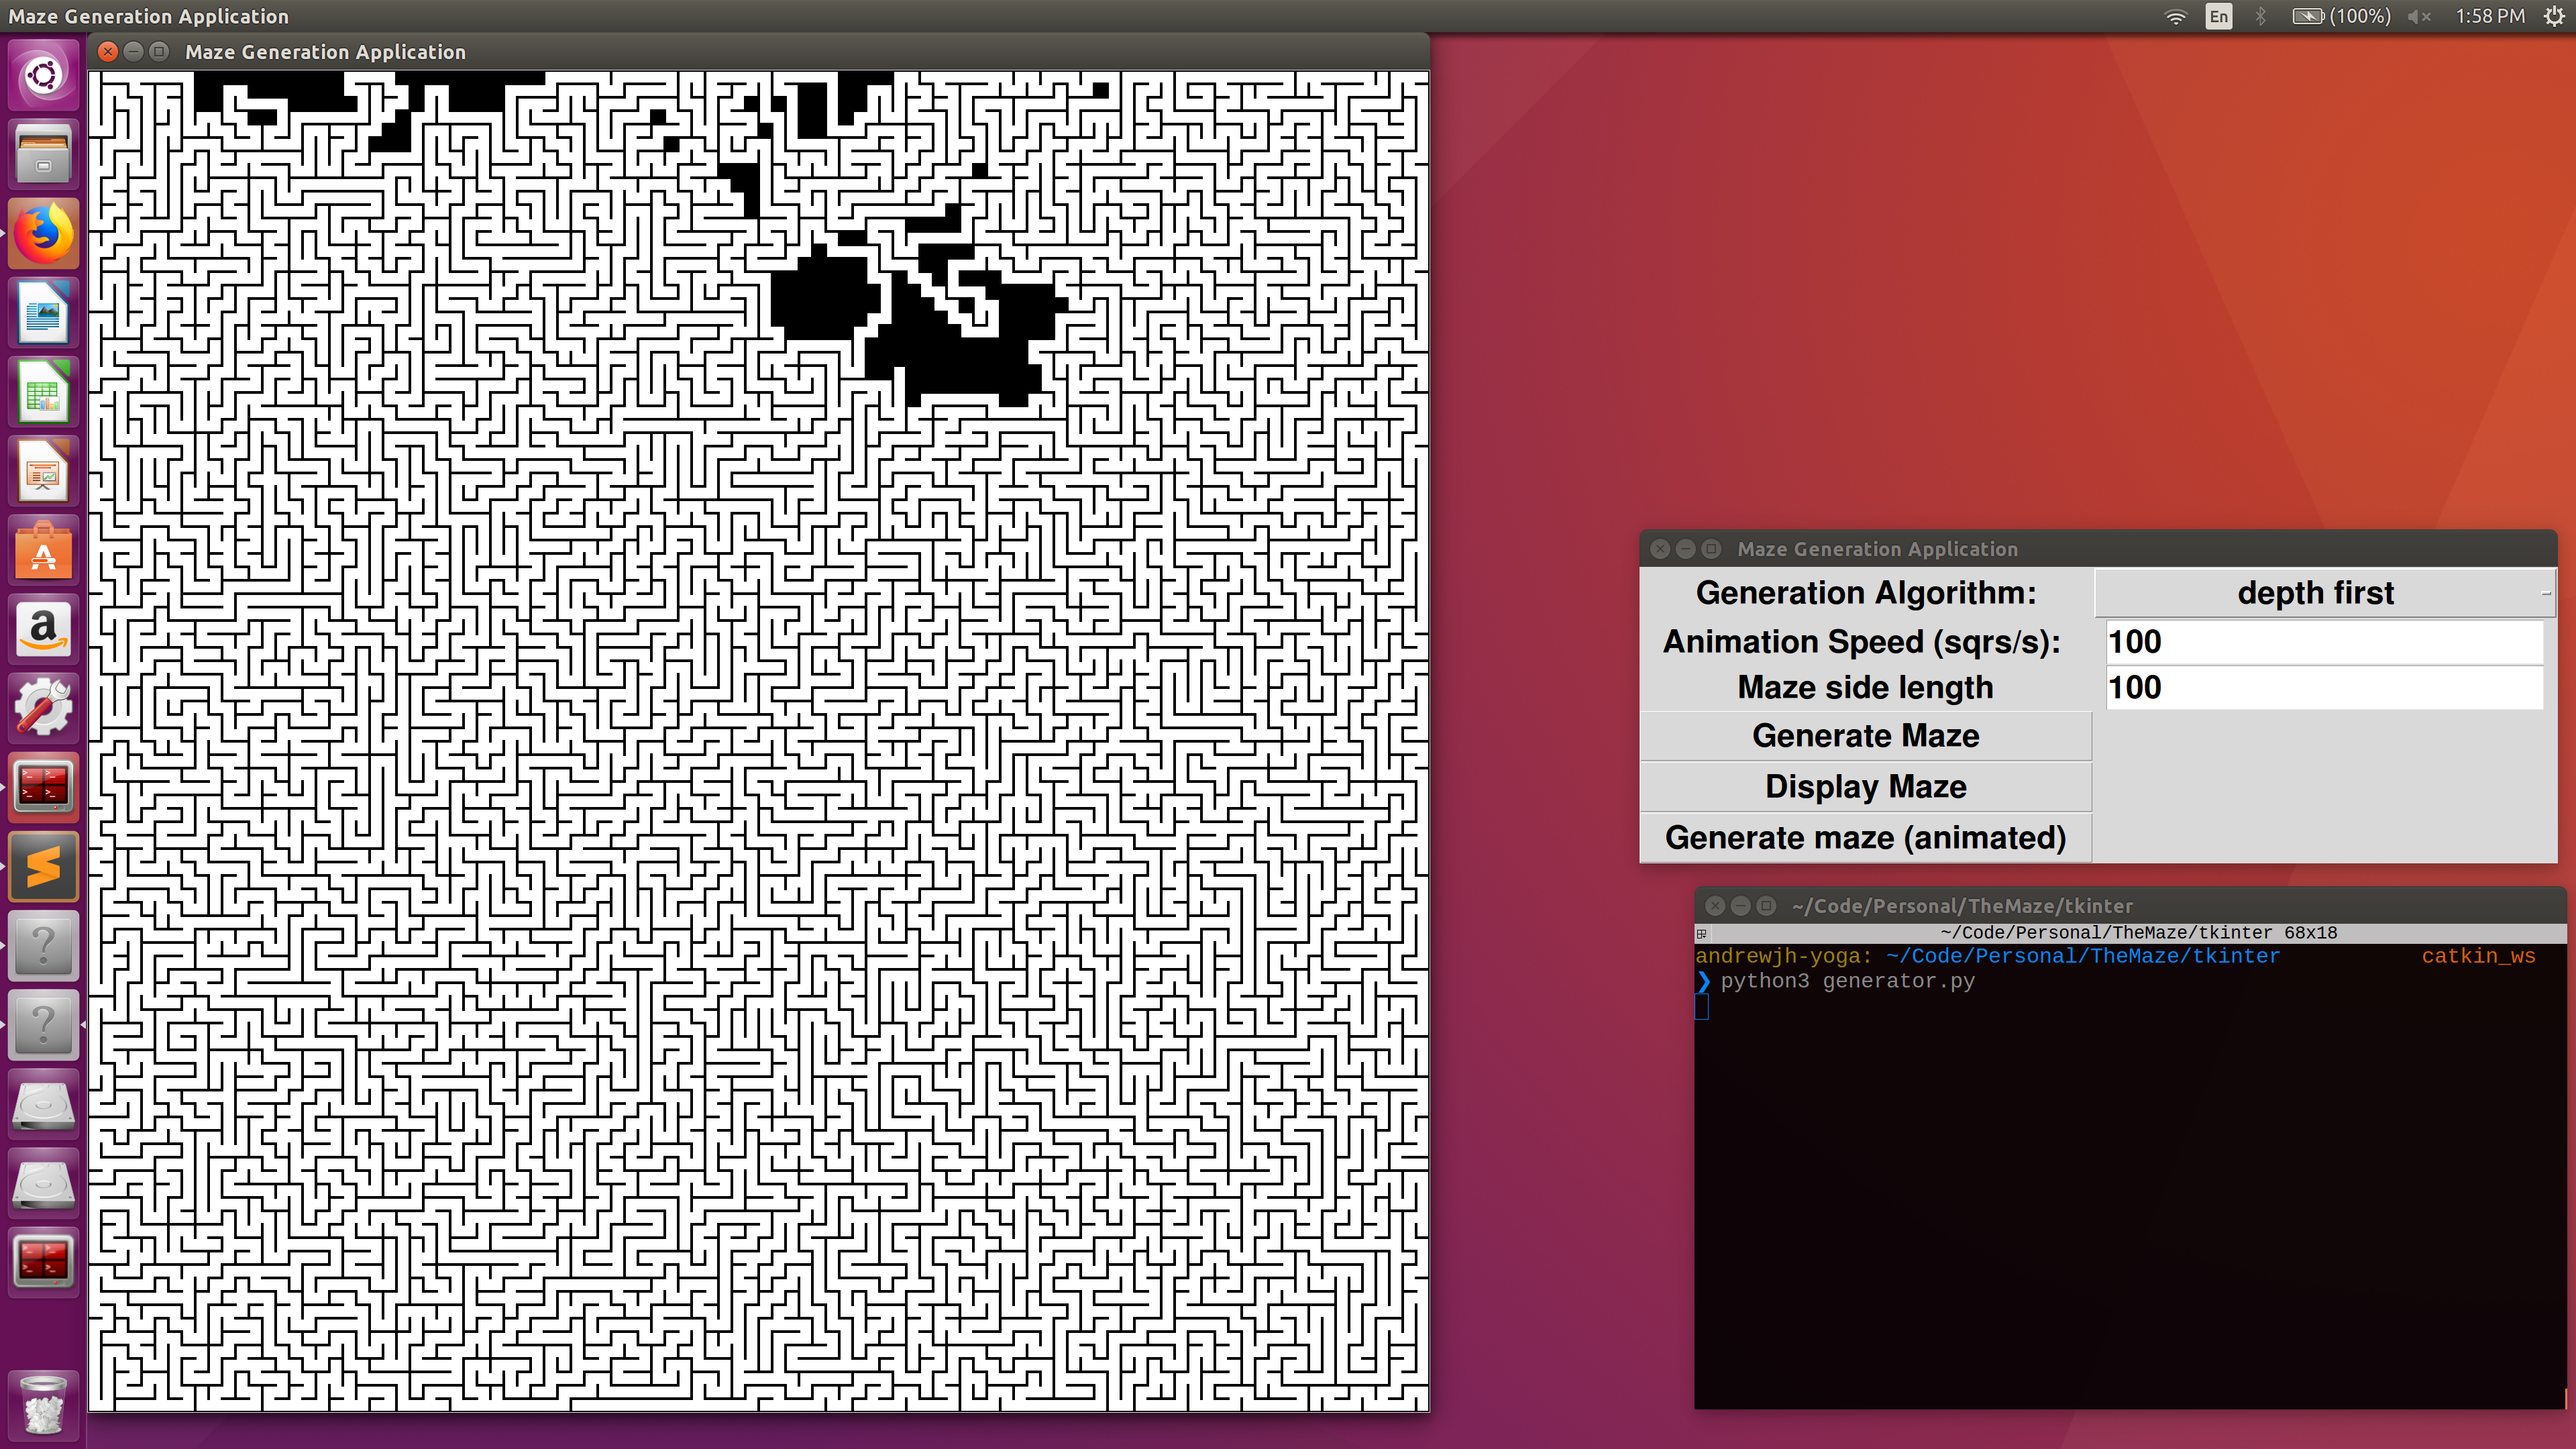 Maze Generation Application
En
(100%)
1:58 PM
Maze Generation Application
Maze Generation Application
Generation Algorithm:
depth first
Animation Speed (sqrs/s):
100
Maze side length
100
Generate Maze
Display Maze
Generate maze (animated)
~/Code/Personal/TheMaze/tkinter
~/Code/Personal/TheMaze/tkinter 68x18
andrewjh-yoga: ~/Code/Personal/TheMaze/tkinter catkin_ws
❯ python3 generator.py